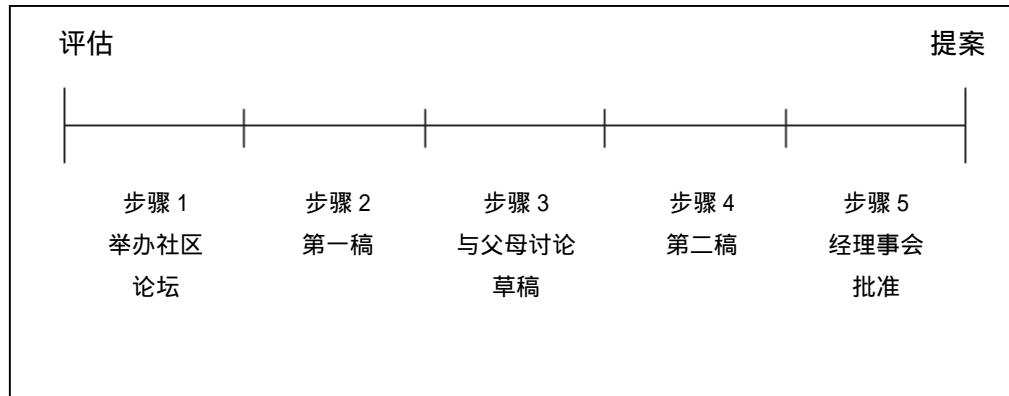 评估 提案
步骤 1 步骤 2 步骤 3 步骤 4 步骤 5
举办社区 第一稿 与父母讨论 第二稿 经理事会
论坛 草稿 批准